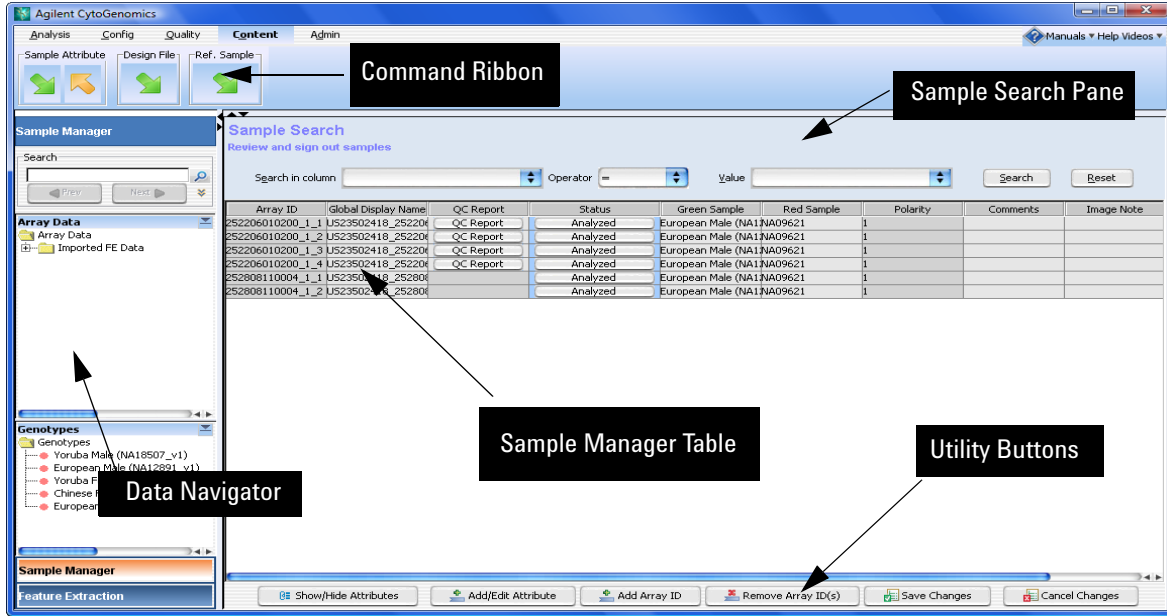 Agilent CytoGenomics
Analysis Config Quality Content Admin Manuals Help Videos
Sample Attribute Design File Ref. Sample
Command Ribbon
Sample Search Pane
Sample Manager
Search
Prev Next
Sample Search
Review and sign out samples
Search in column Operator = Value Search Reset
Array Data
Array Data
Imported FE Data
Array ID Global Display Name QC Report Status Green Sample Red Sample Polarity Comments Image Note
252206010200_1_1 US23502418_25220 QC Report Analyzed European Male (NA1 NA09621 1
252206010200_1_2 US23502418_25220 QC Report Analyzed European Male (NA1 NA09621 1
252206010200_1_3 US23502418_25220 QC Report Analyzed European Male (NA1 NA09621 1
252206010200_1_4 US23502418_25220 QC Report Analyzed European Male (NA1 NA09621 1
252808110004_1_1 US23502418_25280 Analyzed European Male (NA1 NA09621 1
252808110004_1_2 US23502418_25280 Analyzed European Male (NA1 NA09621 1
Genotypes
Genotypes
Yoruba Male (NA18507_v1)
European Male (NA12891_v1)
Yoruba F
Chinese
European
Data Navigator
Sample Manager Table
Utility Buttons
Sample Manager
Feature Extraction
Show/Hide Attributes Add/Edit Attribute Add Array ID Remove Array ID(s) Save Changes Cancel Changes